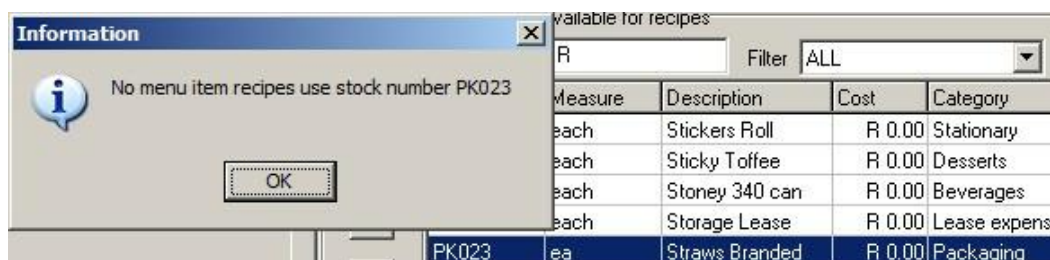 Information
No menu item recipes use stock number PK023
OK
available for recipes
R Filter ALL
Measure Description Cost Category
each Stickers Roll R 0.00 Stationary
each Sticky Toffee R 0.00 Desserts
each Stoney 340 can R 0.00 Beverages
each Storage Lease R 0.00 Lease expens
PK023 ea Straws Branded R 0.00 Packaging